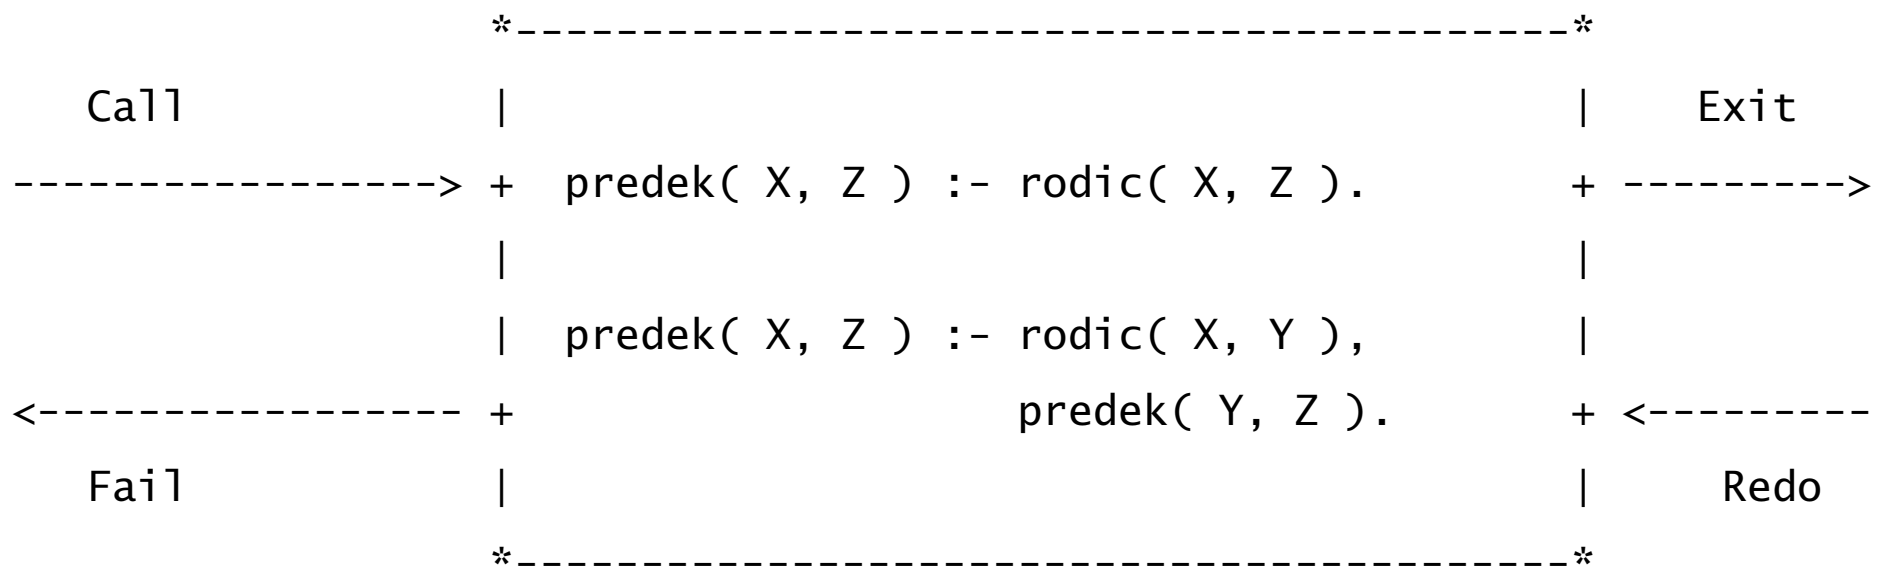 *------------------------------------------*
Call | | Exit
-----------------> + predek( X, Z ) :- rodic( X, Z ). + --------->
| |
| predek( X, Z ) :- rodic( X, Y ), |
<----------------- + predek( Y, Z ). + <---------
Fail | | Redo
*------------------------------------------*